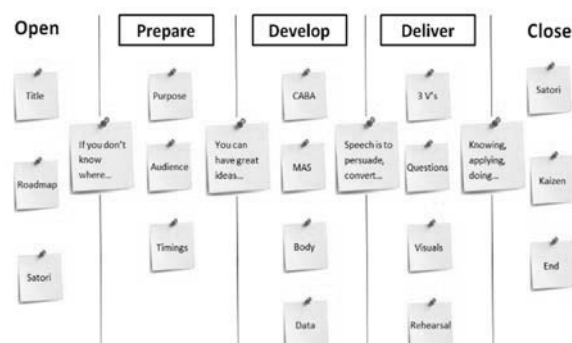 Open
Prepare
Develop
Deliver
Close
Title
Roadmap
Satori
If you don't
know
where...
Purpose
Audience
Timings
You can
have great
ideas...
CABA
MAS
Body
Data
Speech is to
persuade,
convert...
3 V's
Questions
Visuals
Rehearsal
Knowing,
applying,
doing...
Satori
Kaizen
End